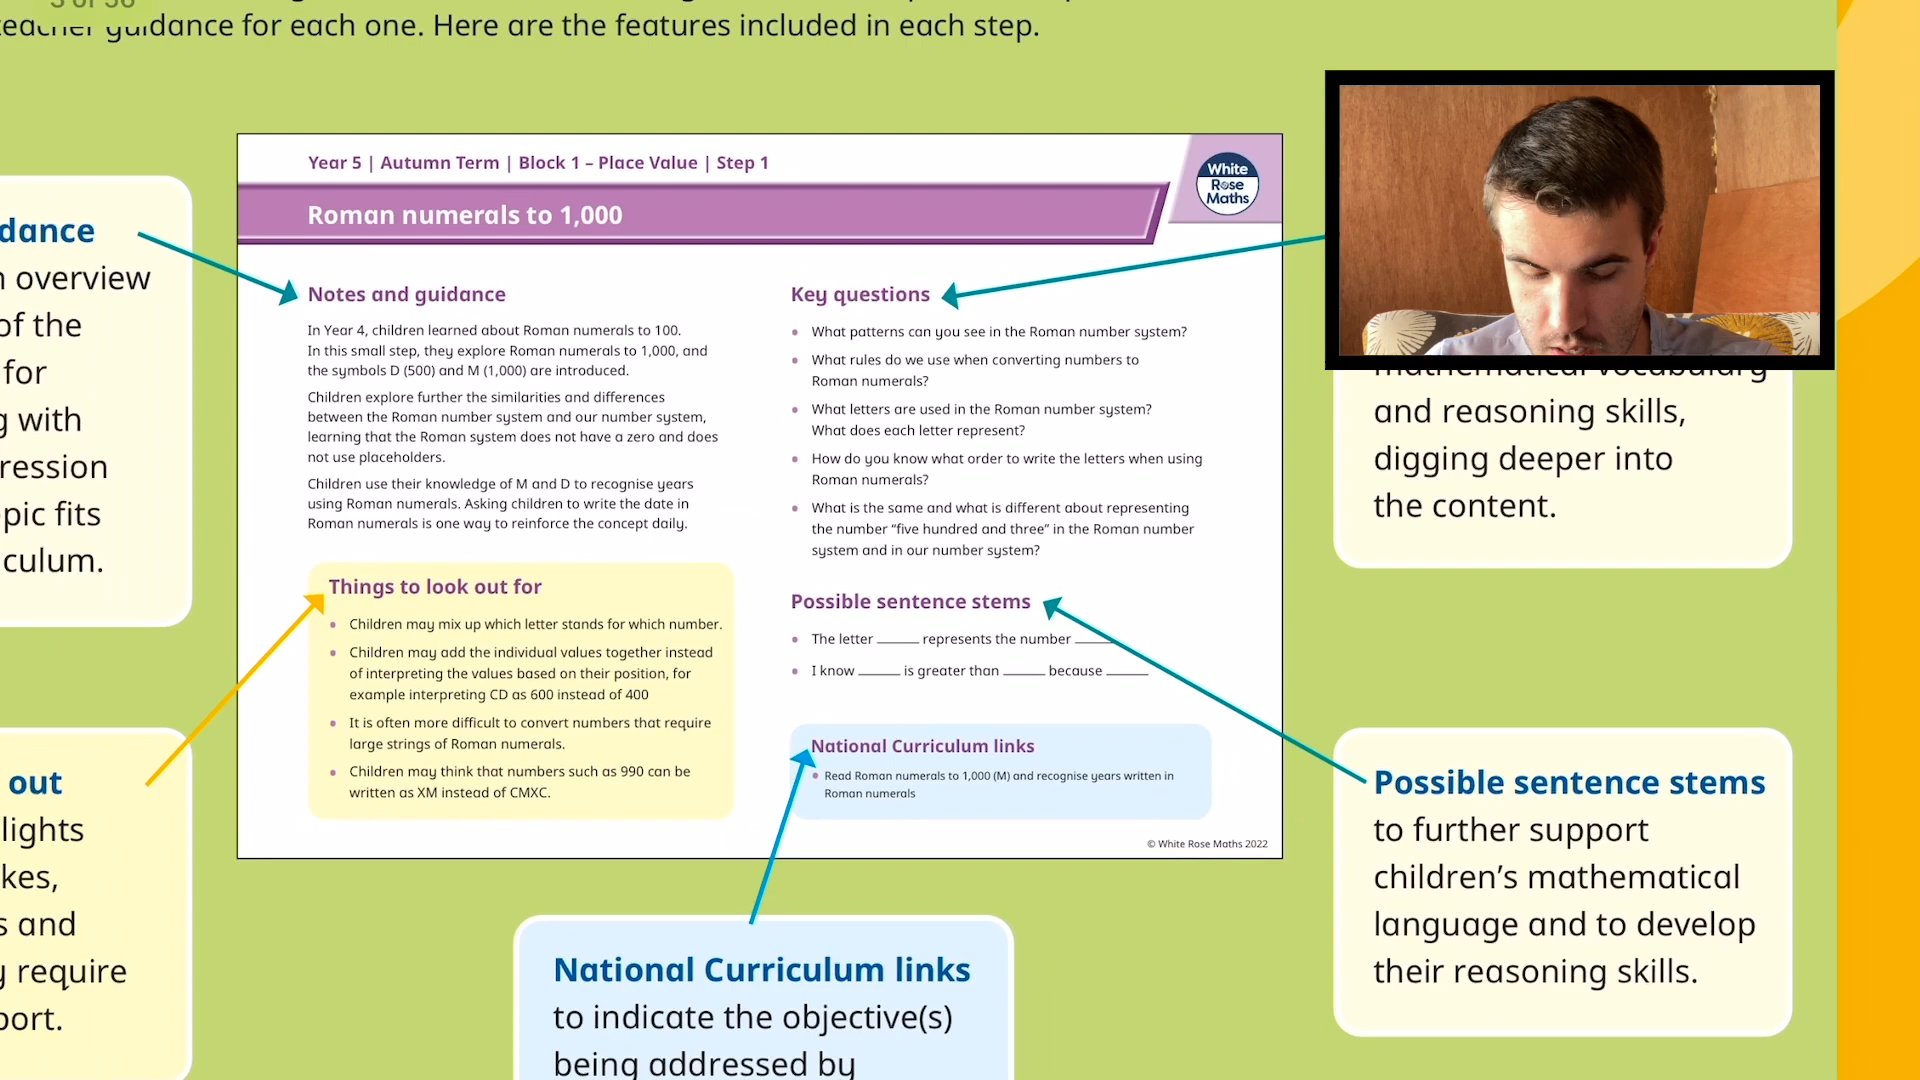 3 of 56
teacher guidance for each one. Here are the features included in each step.
Year 5 | Autumn Term | Block 1 – Place Value | Step 1
Roman numerals to 1,000
White
Rose
Maths
dance
overview
of the
for
with
fits
Notes and guidance
In Year 4, children learned about Roman numerals to 100.
In this small step, they explore Roman numerals to 1,000, and
the symbols D (500) and M (1,000) are introduced.
Children explore further the similarities and differences
between the Roman number system and our number system,
learning that the Roman system does not have a zero and does
not use placeholders.
Children use their knowledge of M and D to recognise years
using Roman numerals. Asking children to write the date in
Roman numerals is one way to reinforce the concept daily.
Things to look out for
• Children may mix up which letter stands for which number.
• Children may add the individual values together instead
of interpreting the values based on their position, for
example interpreting CD as 600 instead of 400
• It is often more difficult to convert numbers that require
large strings of Roman numerals.
• Children may think that numbers such as 990 can be
written as XM instead of CMXC.
Key questions
• What patterns can you see in the Roman number system?
• What rules do we use when converting numbers to
Roman numerals?
• What letters are used in the Roman number system?
What does each letter represent?
• How do you know what order to write the letters when using
Roman numerals?
• What is the same and what is different about representing
the number “five hundred and three” in the Roman number
system and in our number system?
Possible sentence stems
• The letter ______ represents the number ______
• I know ______ is greater than ______ because ______
National Curriculum links
• Read Roman numerals to 1,000 (M) and recognise years written in
Roman numerals
© White Rose Maths 2022
mathematical vocabulary
and reasoning skills,
digging deeper into
the content.
out
lights
kes,
and
require
port.
National Curriculum links
to indicate the objective(s)
being addressed by
Possible sentence stems
to further support
children’s mathematical
language and to develop
their reasoning skills.